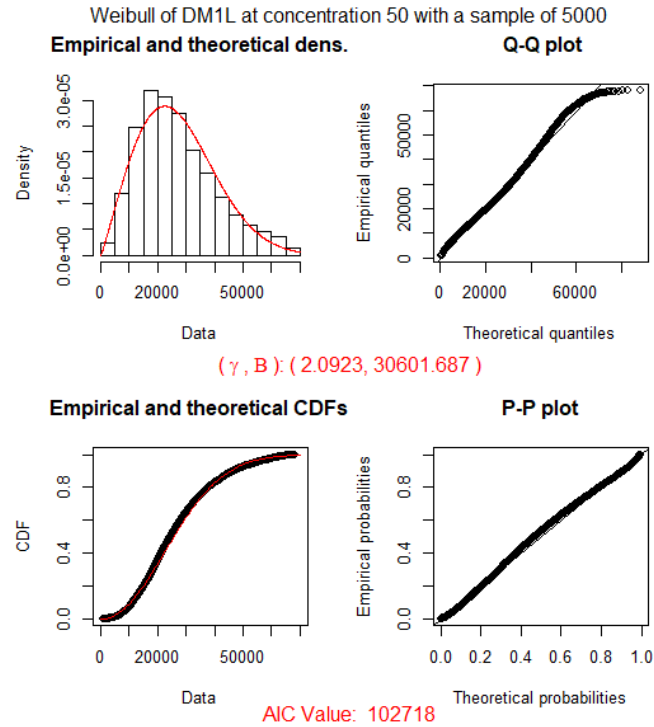 Weibull of DM1L at concentration 50 with a sample of 5000
Empirical and theoretical dens.
Density
0.0e+00 1.5e-05 3.0e-05
0 20000 50000
Data
Q-Q plot
Empirical quantiles
0 20000 50000
0 20000 60000
Theoretical quantiles
( γ , B ): ( 2.0923, 30601.687 )
Empirical and theoretical CDFs
CDF
0.0 0.4 0.8
0 20000 50000
Data
P-P plot
Empirical probabilities
0.0 0.4 0.8
0.0 0.2 0.4 0.6 0.8 1.0
Theoretical probabilities
AIC Value: 102718